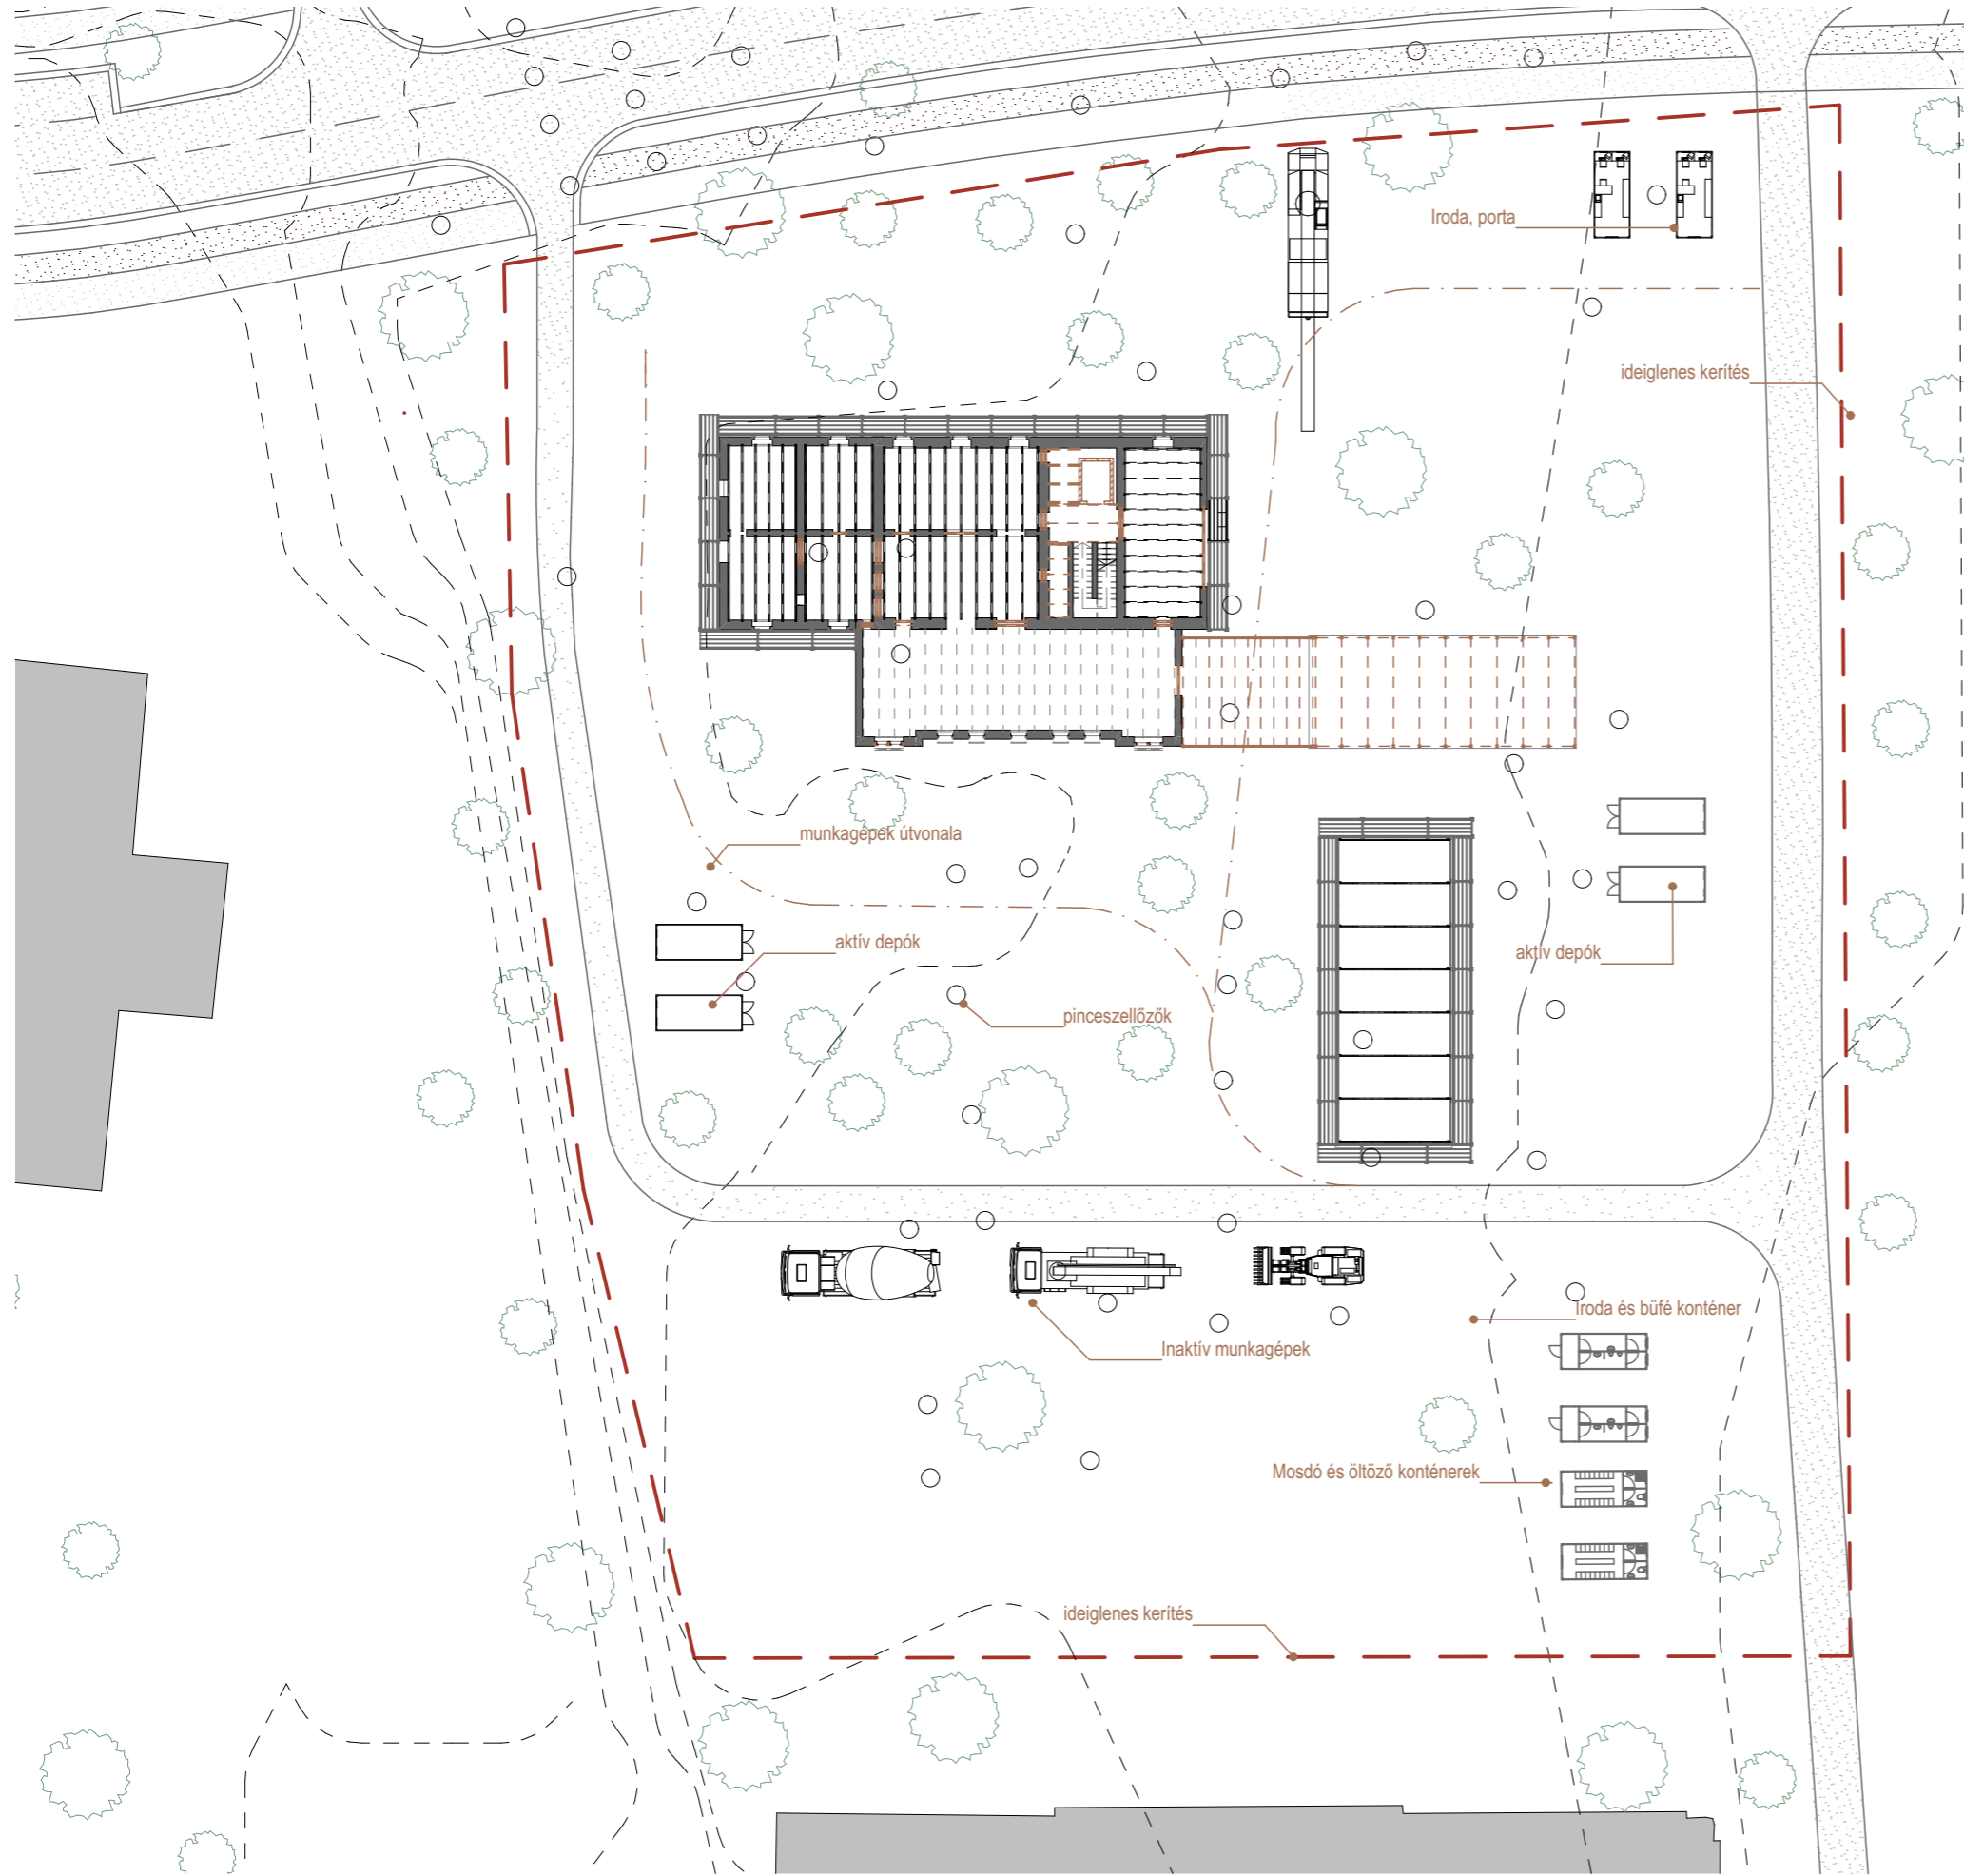 Iroda, porta
ideiglenes kerítés
munkagépek útvonala
aktív depók
aktív depók
pinceszellőzők
Iroda és büfé konténer
Inaktív munkagépek
Mosdó és öltöző konténerek
ideiglenes kerítés